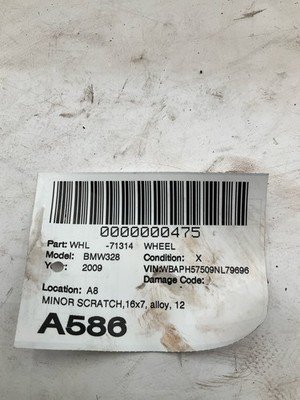 0000000475
Part: WHL -71314 WHEEL
Model: BMW328 Condition: X
2009 VIN:WBAPH57509NL79696
Damage Code:
Location: A8
MINOR SCRATCH,16x7, alloy, 12
A586